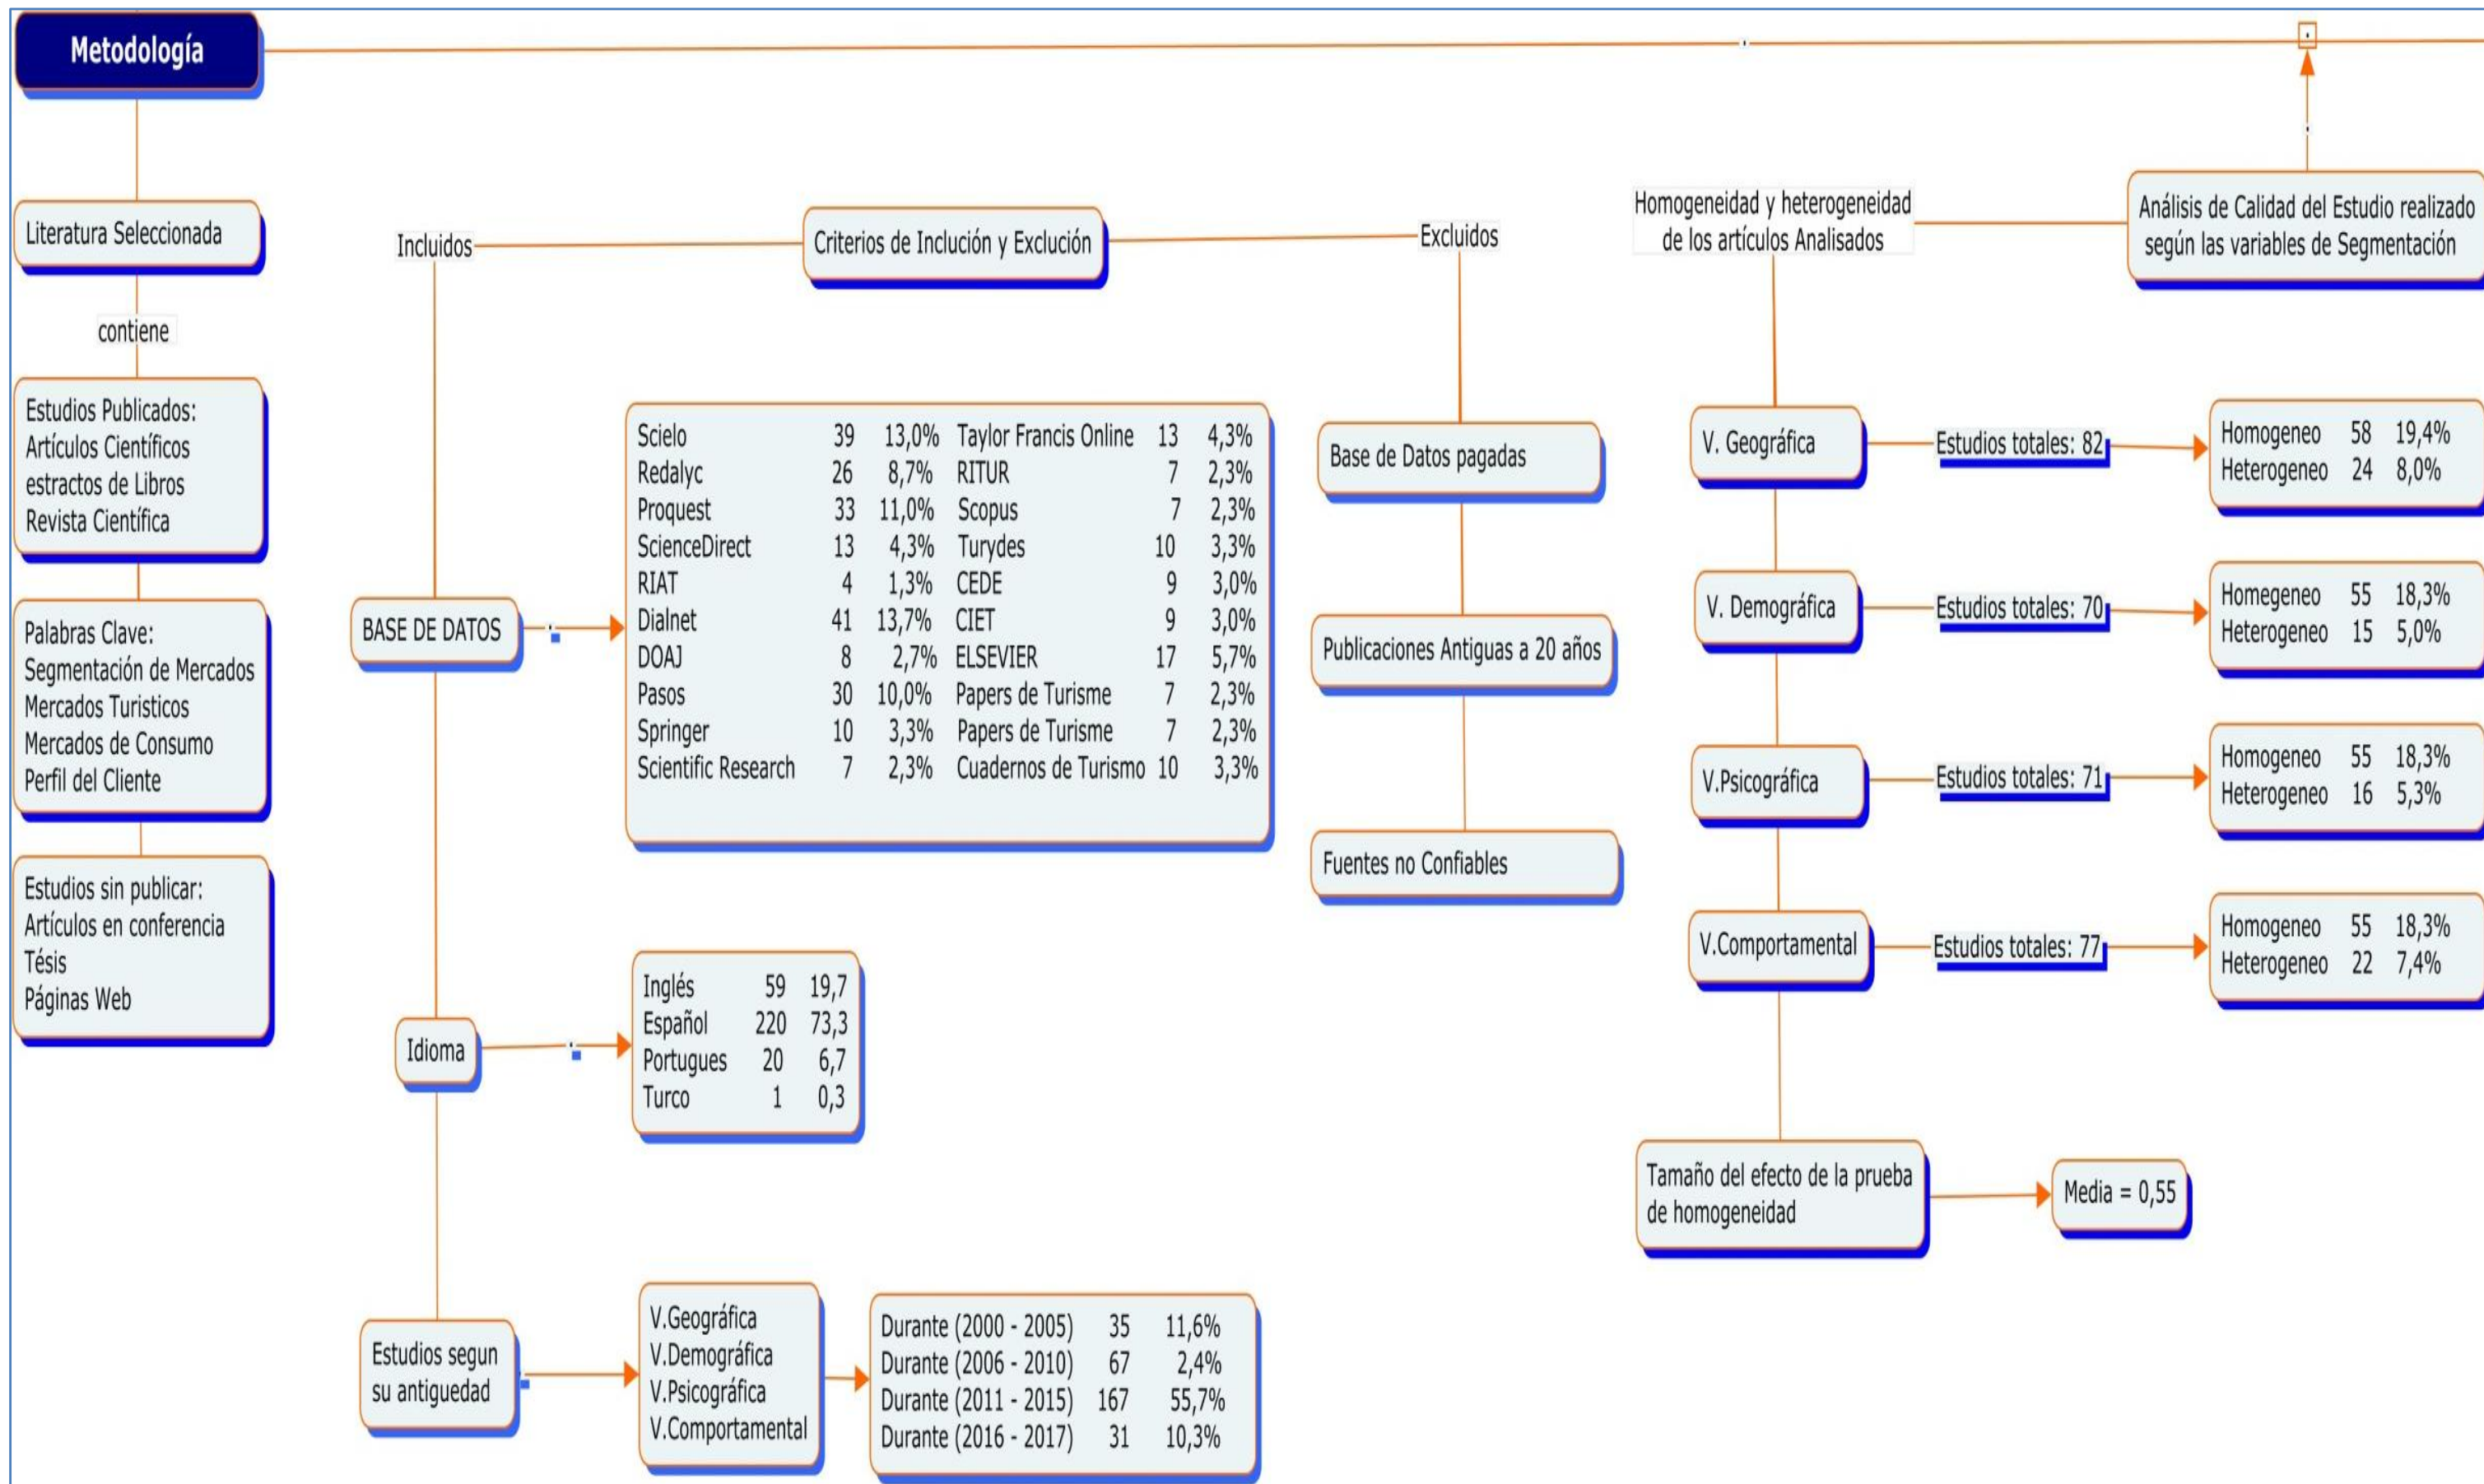 Metodología
Literatura Seleccionada
contiene
Estudios Publicados:
Artículos Científicos
estractos de Libros
Revista Científica
Palabras Clave:
Segmentación de Mercados
Mercados Turisticos
Mercados de Consumo
Perfil del Cliente
Estudios sin publicar:
Artículos en conferencia
Tésis
Páginas Web
Criterios de Inclución y Exclución
Incluidos
BASE DE DATOS
Scielo 39 13,0% Taylor Francis Online 13 4,3%
Redalyc 26 8,7% RITUR 7 2,3%
Proquest 33 11,0% Scopus 7 2,3%
ScienceDirect 13 4,3% Turydes 10 3,3%
RIAT 4 1,3% CEDE 9 3,0%
Dialnet 41 13,7% CIET 9 3,0%
DOAJ 8 2,7% ELSEVIER 17 5,7%
Pasos 30 10,0% Papers de Turisme 7 2,3%
Springer 10 3,3% Papers de Turisme 7 2,3%
Scientific Research 7 2,3% Cuadernos de Turismo 10 3,3%
Idioma
Inglés 59 19,7
Español 220 73,3
Portugues 20 6,7
Turco 1 0,3
Estudios segun
su antiguedad
V.Geográfica
V.Demográfica
V.Psicográfica
V.Comportamental
Durante (2000 - 2005) 35 11,6%
Durante (2006 - 2010) 67 2,4%
Durante (2011 - 2015) 167 55,7%
Durante (2016 - 2017) 31 10,3%
Excluidos
Base de Datos pagadas
Publicaciones Antiguas a 20 años
Fuentes no Confiables
Análisis de Calidad del Estudio realizado
según las variables de Segmentación
Homogeneidad y heterogeneidad
de los artículos Analisados
V. Geográfica
Estudios totales: 82
Homogeneo 58 19,4%
Heterogeneo 24 8,0%
V. Demográfica
Estudios totales: 70
Homegeneo 55 18,3%
Heterogeneo 15 5,0%
V.Psicográfica
Estudios totales: 71
Homogeneo 55 18,3%
Heterogeneo 16 5,3%
V.Comportamental
Estudios totales: 77
Homogeneo 55 18,3%
Heterogeneo 22 7,4%
Tamaño del efecto de la prueba
de homogeneidad
Media = 0,55